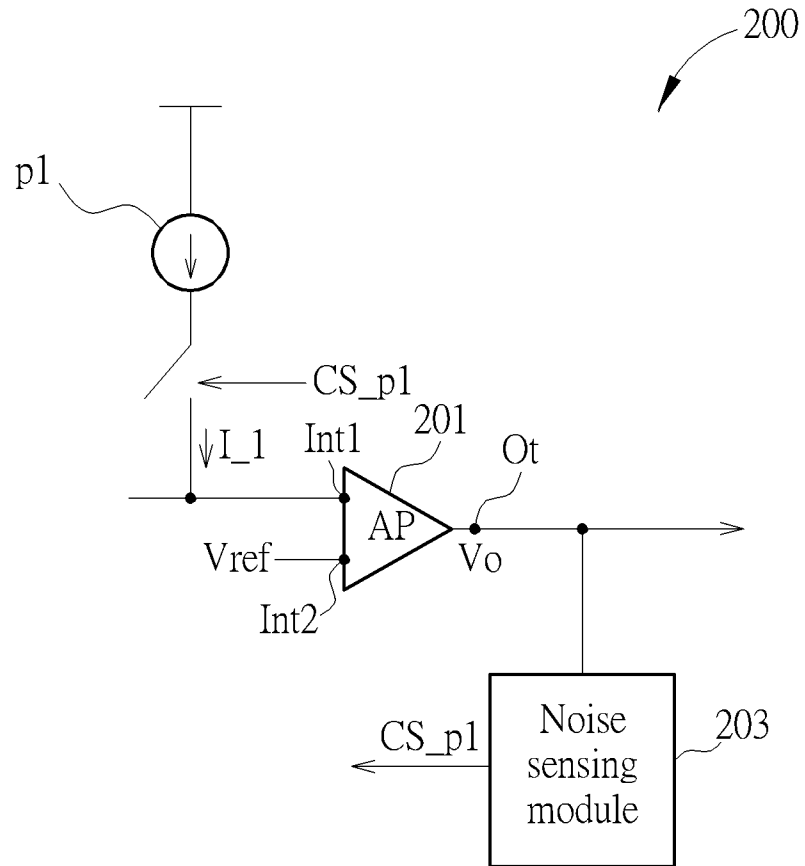 200
p1
CS_p1
I_1
Int1
201
Ot
AP
Vref
Vo
Int2
CS_p1
Noise
sensing
module
203